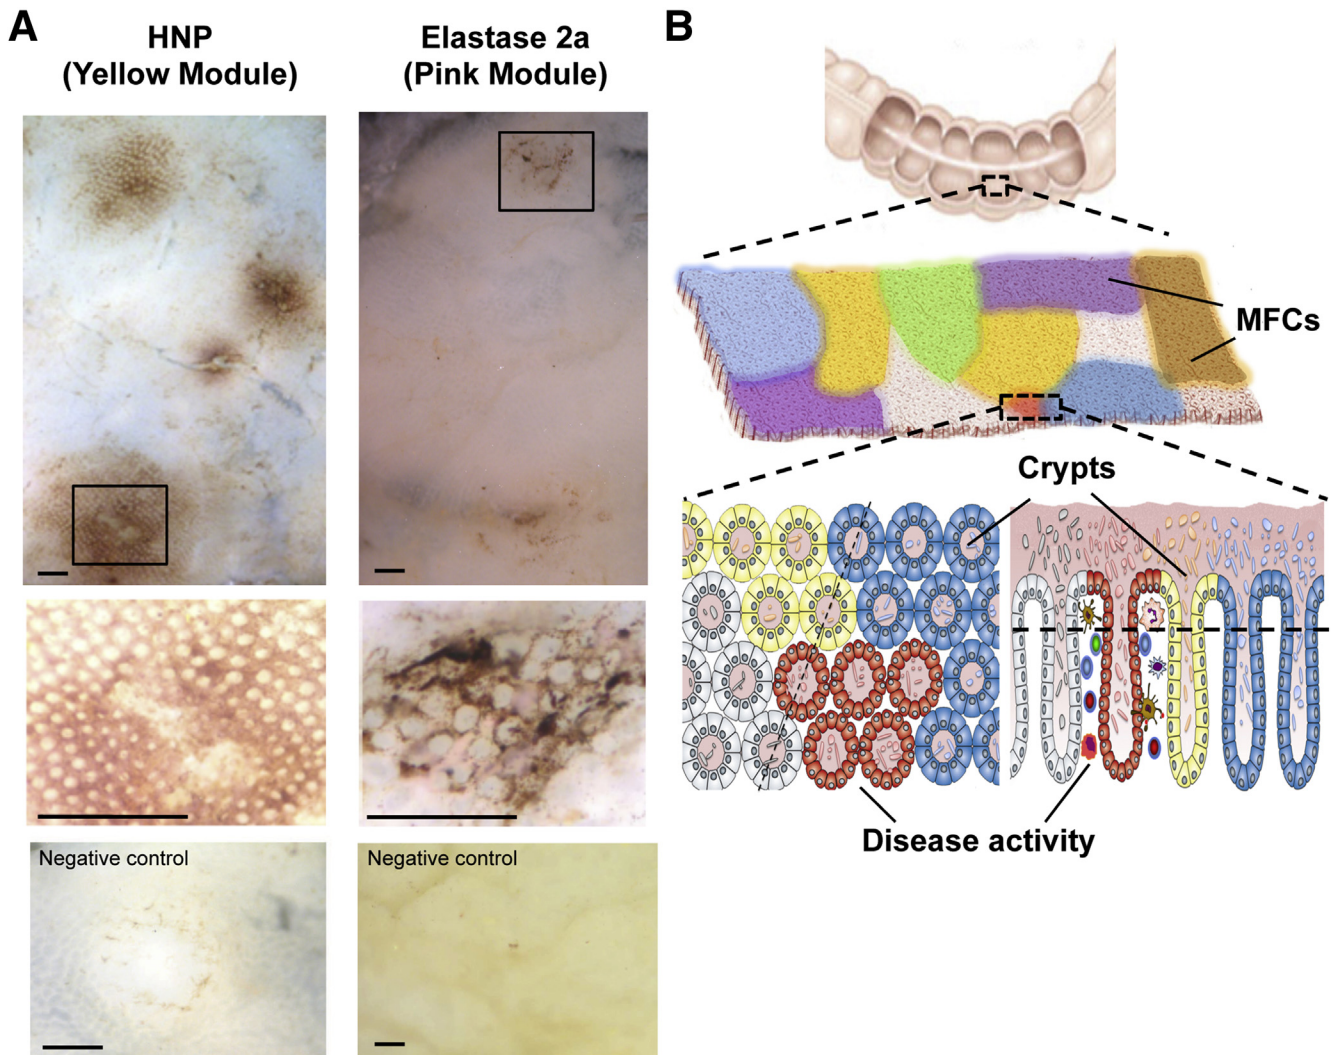 A
HNP
(Yellow Module)
Elastase 2a
(Pink Module)
Negative control
Negative control
B
MFCs
Crypts
Disease activity